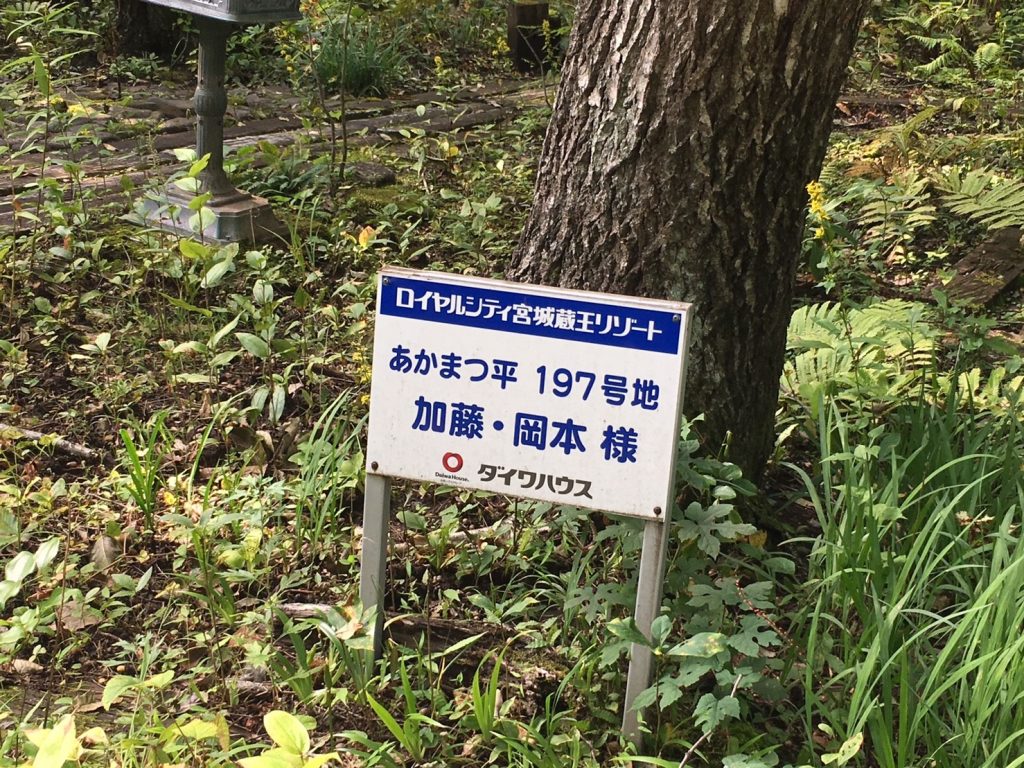 ロイヤルシティ宮城蔵王リゾート
あかまつ平 197号地
加藤・岡本 様
Daiwa House
ダイワハウス